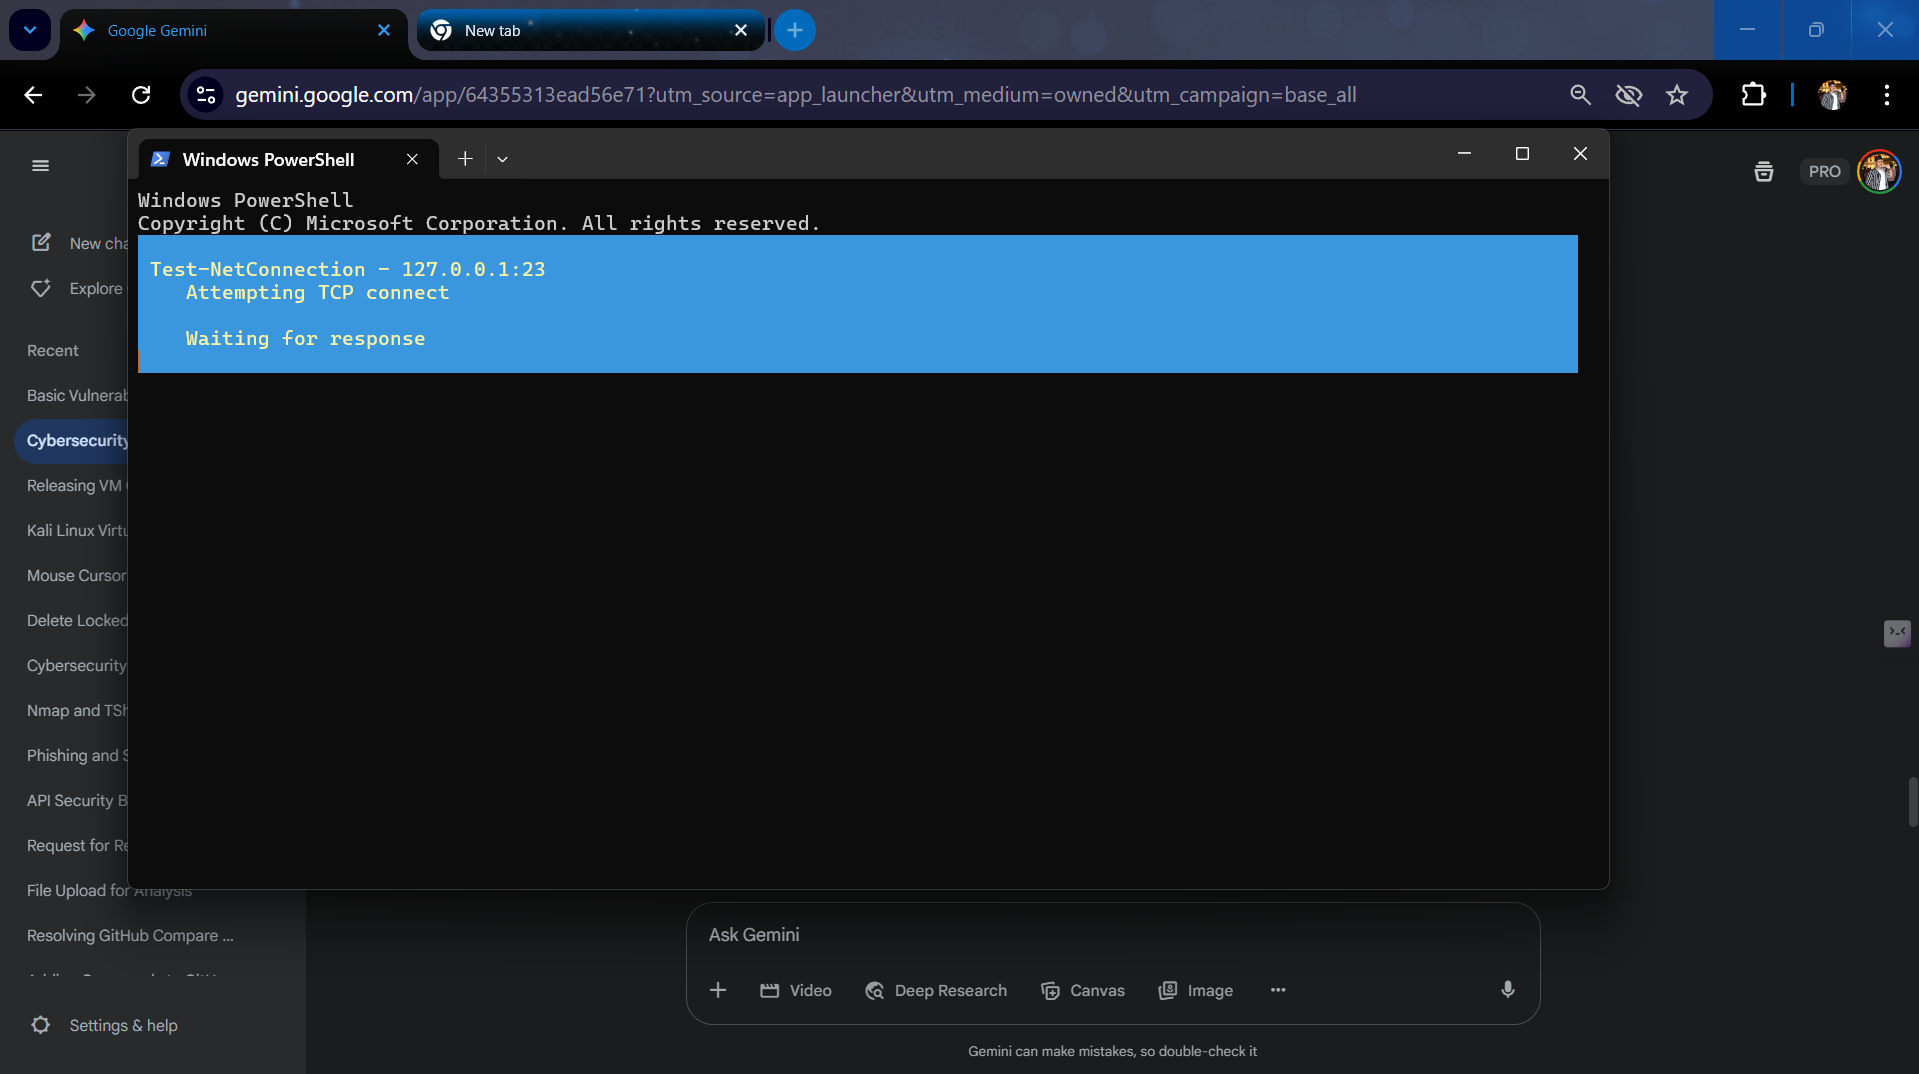 Google Gemini
New tab
gemini.google.com/app/64355313ead56e71?utm_source=app_launcher&utm_medium=owned&utm_campaign=base_all
Windows PowerShell
PRO
Windows PowerShell
Copyright (C) Microsoft Corporation. All rights reserved.
Test-NetConnection - 127.0.0.1:23
Attempting TCP connect
Waiting for response
New cha
Explore
Recent
Basic Vulnerab
Cybersecurity
Releasing VM
Kali Linux Virtu
Mouse Cursor
Delete Locked
Cybersecurity
Nmap and TSh
Phishing and S
API Security B
Request for Re
File Upload for Analysis
Resolving GitHub Compare ...
Settings & help
Ask Gemini
Video
Deep Research
Canvas
Image
Gemini can make mistakes, so double-check it